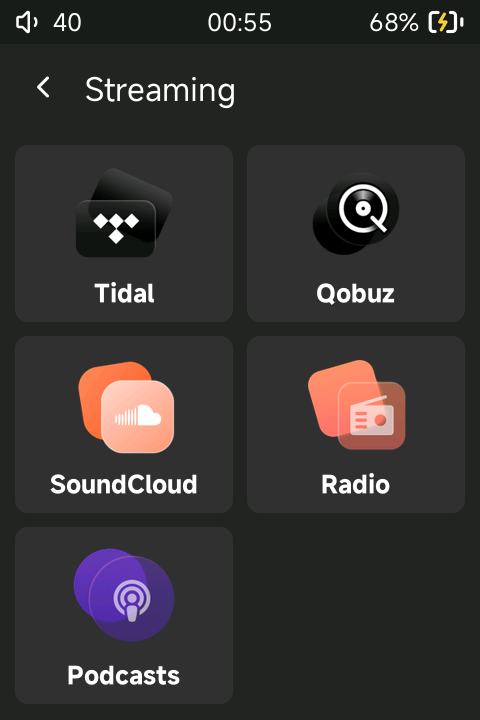 40 00:55 68%
Streaming
Tidal Qobuz
SoundCloud Radio
Podcasts